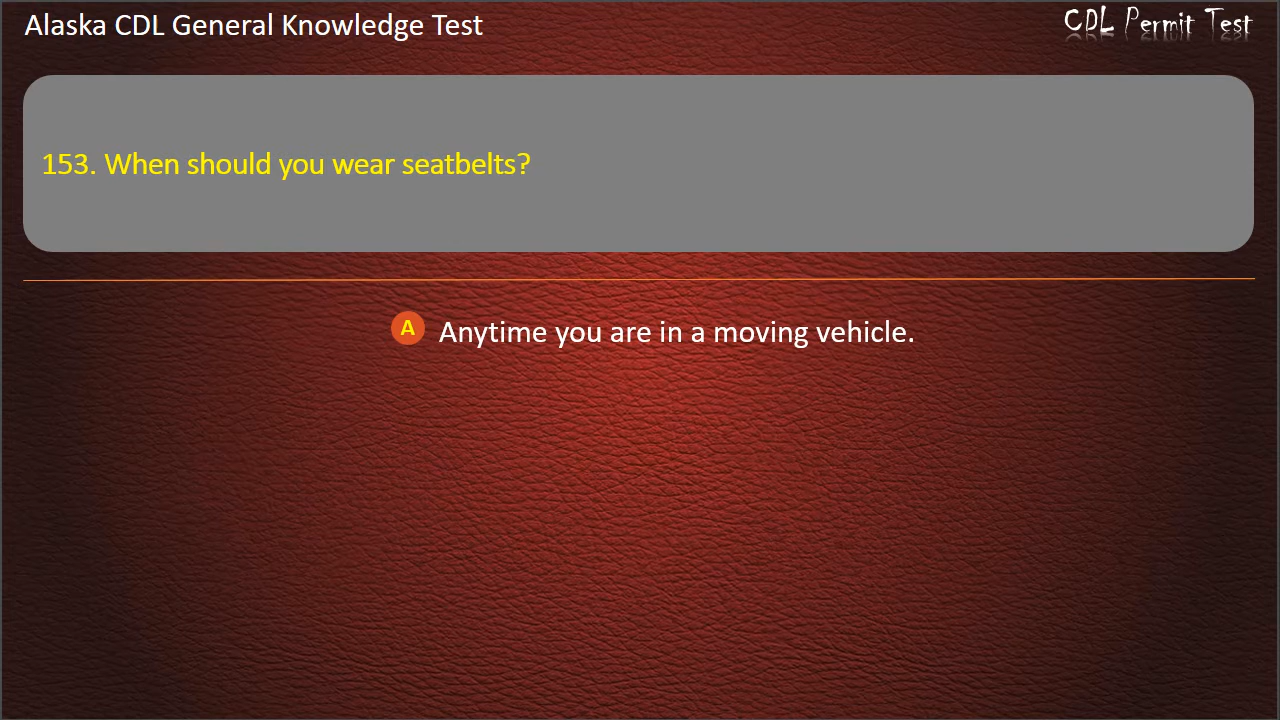 Alaska CDL General Knowledge Test
CDL Permit Test
153. When should you wear seatbelts?
A Anytime you are in a moving vehicle.